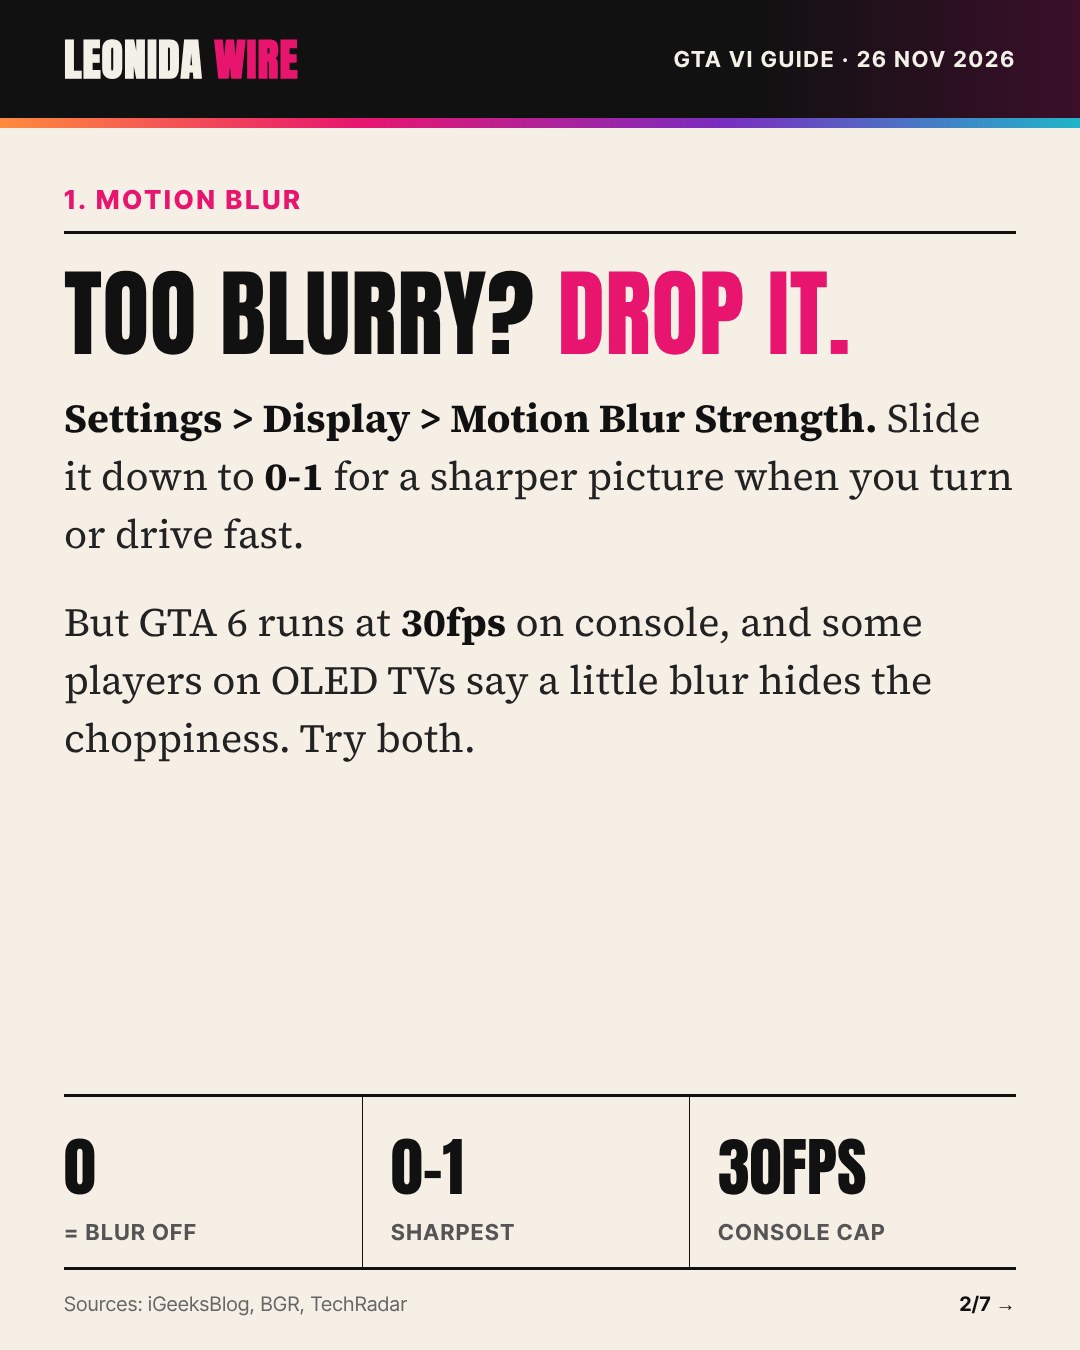 LEONIDA WIRE
GTA VI GUIDE · 26 NOV 2026
1. MOTION BLUR
TOO BLURRY? DROP IT.
Settings > Display > Motion Blur Strength. Slide
it down to 0-1 for a sharper picture when you turn
or drive fast.
But GTA 6 runs at 30fps on console, and some
players on OLED TVs say a little blur hides the
choppiness. Try both.
0
= BLUR OFF
0-1
SHARPEST
30FPS
CONSOLE CAP
Sources: iGeeksBlog, BGR, TechRadar
2/7 →